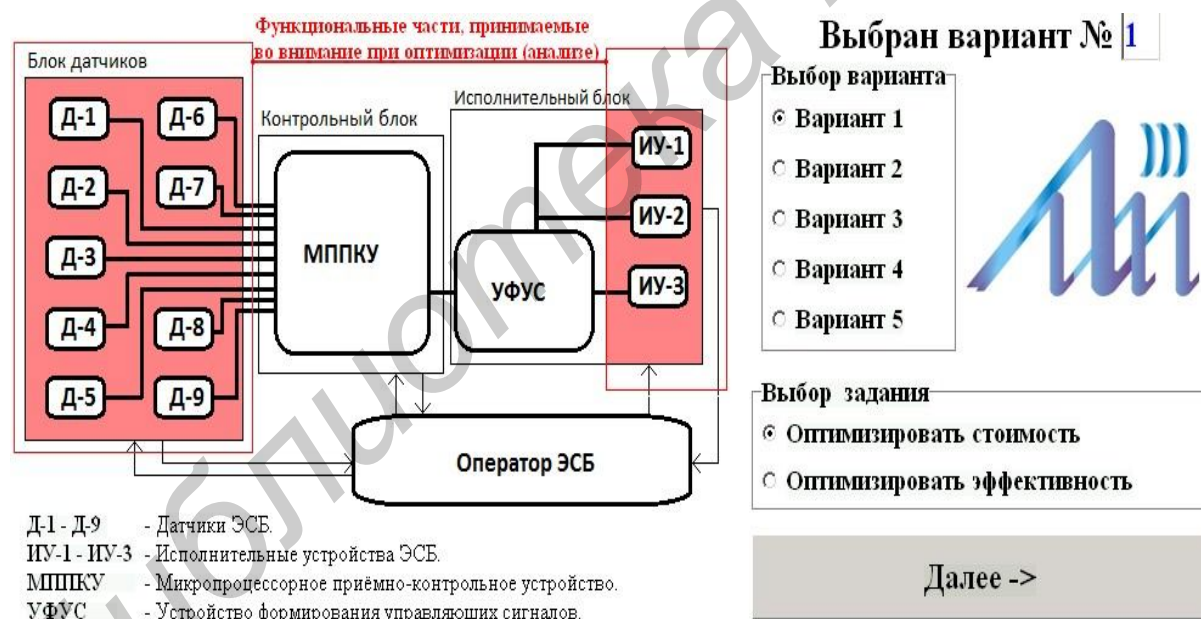 Функциональные части, принимаемые
во внимание при оптимизации (анализе)
Блок датчиков
Д-1
Д-6
Д-2
Д-7
Д-3
Д-4
Д-8
Д-5
Д-9
Контрольный блок
МППКУ
Исполнительный блок
ИУ-1
ИУ-2
УФУС
ИУ-3
Оператор ЭСБ
Д-1 - Д-9 - Датчики ЭСБ.
ИУ-1 - ИУ-3 - Исполнительные устройства ЭСБ.
МППКУ - Микропроцессорное приёмно-контрольное устройство.
УФУС - Устройство формирования управляющих сигналов.
Выбран вариант № 1
Выбор варианта
Вариант 1
Вариант 2
Вариант 3
Вариант 4
Вариант 5
Выбор задания
Оптимизировать стоимость
Оптимизировать эффективность
Далее ->